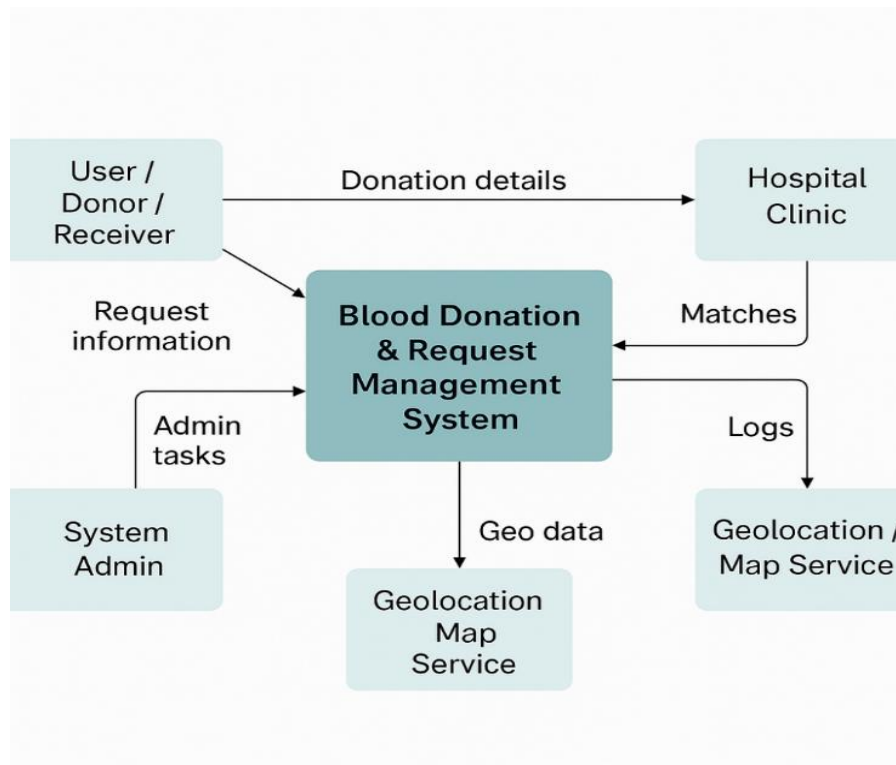 User /
Donor /
Receiver
Donation details
Hospital
Clinic
Request
information
Blood Donation
& Request
Management
System
Matches
Admin
tasks
Logs
System
Admin
Geo data
Geolocation /
Map Service
Geolocation
Map
Service